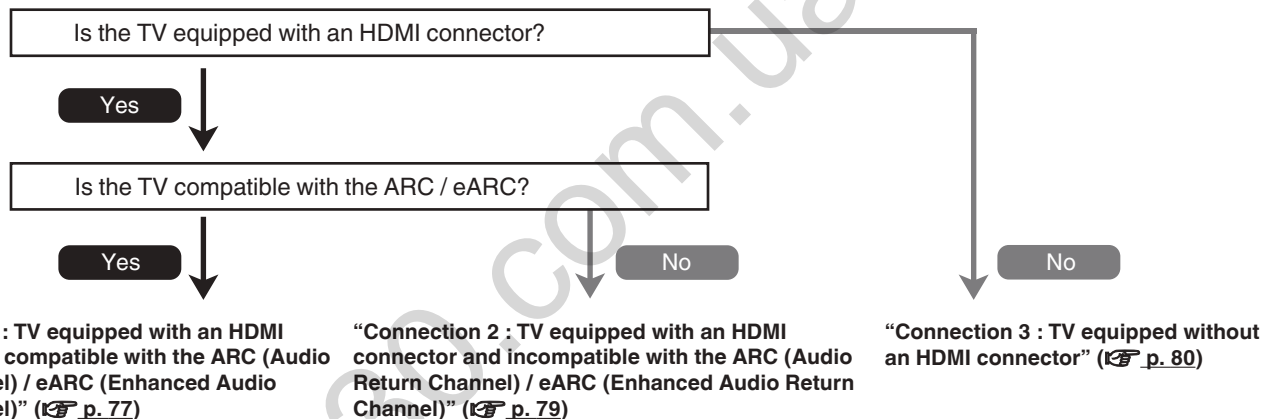 Is the TV equipped with an HDMI connector?
Yes
Is the TV compatible with the ARC / eARC?
Yes
No
No
: TV equipped with an HDMI
compatible with the ARC (Audio
/ eARC (Enhanced Audio
(☞ p. 77)
“Connection 2 : TV equipped with an HDMI
connector and incompatible with the ARC (Audio
Return Channel) / eARC (Enhanced Audio Return
Channel)” (☞ p. 79)
“Connection 3 : TV equipped without
an HDMI connector” (☞ p. 80)
30.com.ua